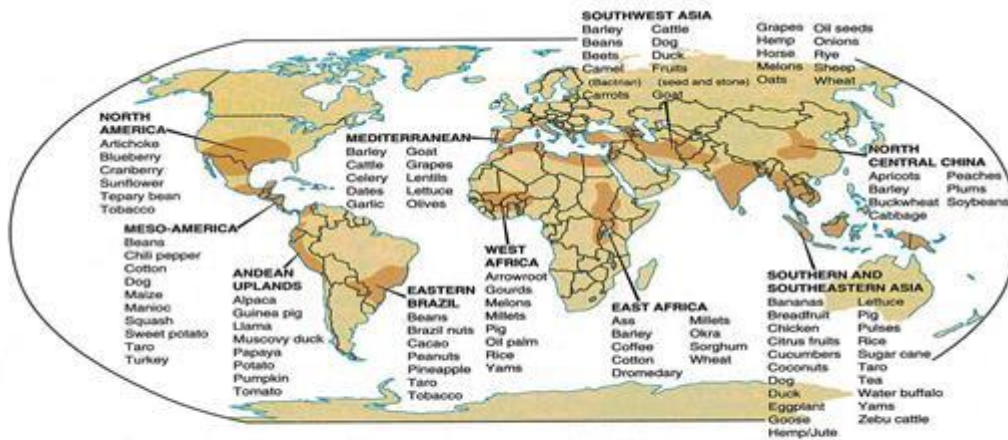 SOUTHWEST ASIA
Barley Cattle
Beans Dog
Beets Duck
Camel Fruits
(Bactrian) (seed and stone)
Carrots Goat
Grapes Oil seeds
Hemp Onions
Horse Rye
Melons Sheep
Oats Wheat
NORTH
AMERICA
Artichoke
Blueberry
Cranberry
Sunflower
Tepary bean
Tobacco
MEDITERRANEAN
Barley Goat
Cattle Grapes
Celery Lentils
Dates Lettuce
Garlic Olives
NORTH
CENTRAL CHINA
Apricots Peaches
Barley Plums
Buckwheat Soybeans
Cabbage
MESO-AMERICA
Beans
Chili pepper
Cotton
Dog
Maize
Manioc
Squash
Sweet potato
Taro
Turkey
ANDEAN
UPLANDS
Alpaca
Guinea pig
Llama
Muscovy duck
Papaya
Potato
Pumpkin
Tomato
EASTERN
BRAZIL
Beans
Brazil nuts
Cacao
Peanuts
Pineapple
Taro
Tobacco
WEST
AFRICA
Arrowroot
Gourds
Melons
Millets
Pig
Oil palm
Rice
Yams
EAST AFRICA
Ass Millets
Barley Okra
Coffee Sorghum
Cotton Wheat
Dromedary
SOUTHERN AND
SOUTHEASTERN ASIA
Bananas Lettuce
Breadfruit Pig
Chicken Pulses
Citrus fruits Rice
Cucumbers Sugar cane
Coconuts Taro
Dog Tea
Duck Water buffalo
Eggplant Yams
Goose Zebu cattle
Hemp/Jute